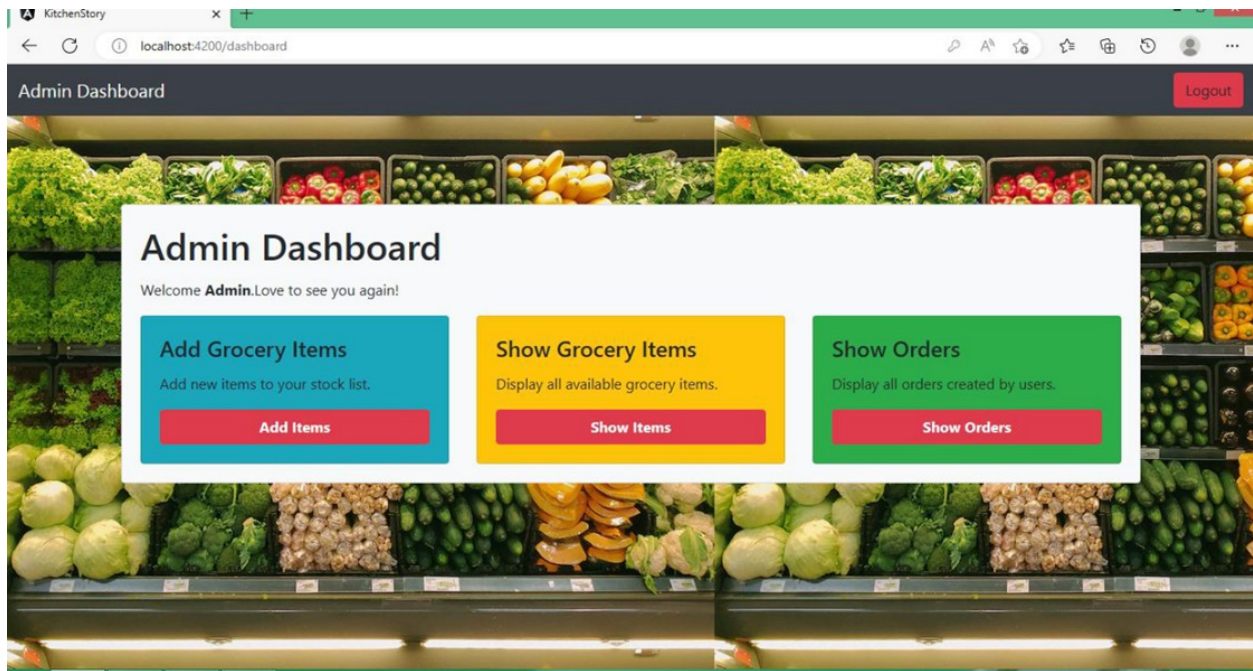 KitchenStory
localhost:4200/dashboard
Admin Dashboard
Logout
Admin Dashboard
Welcome Admin.Love to see you again!
Add Grocery Items
Show Grocery Items
Show Orders
Add new items to your stock list.
Display all available grocery items.
Display all orders created by users.
Add Items
Show Items
Show Orders